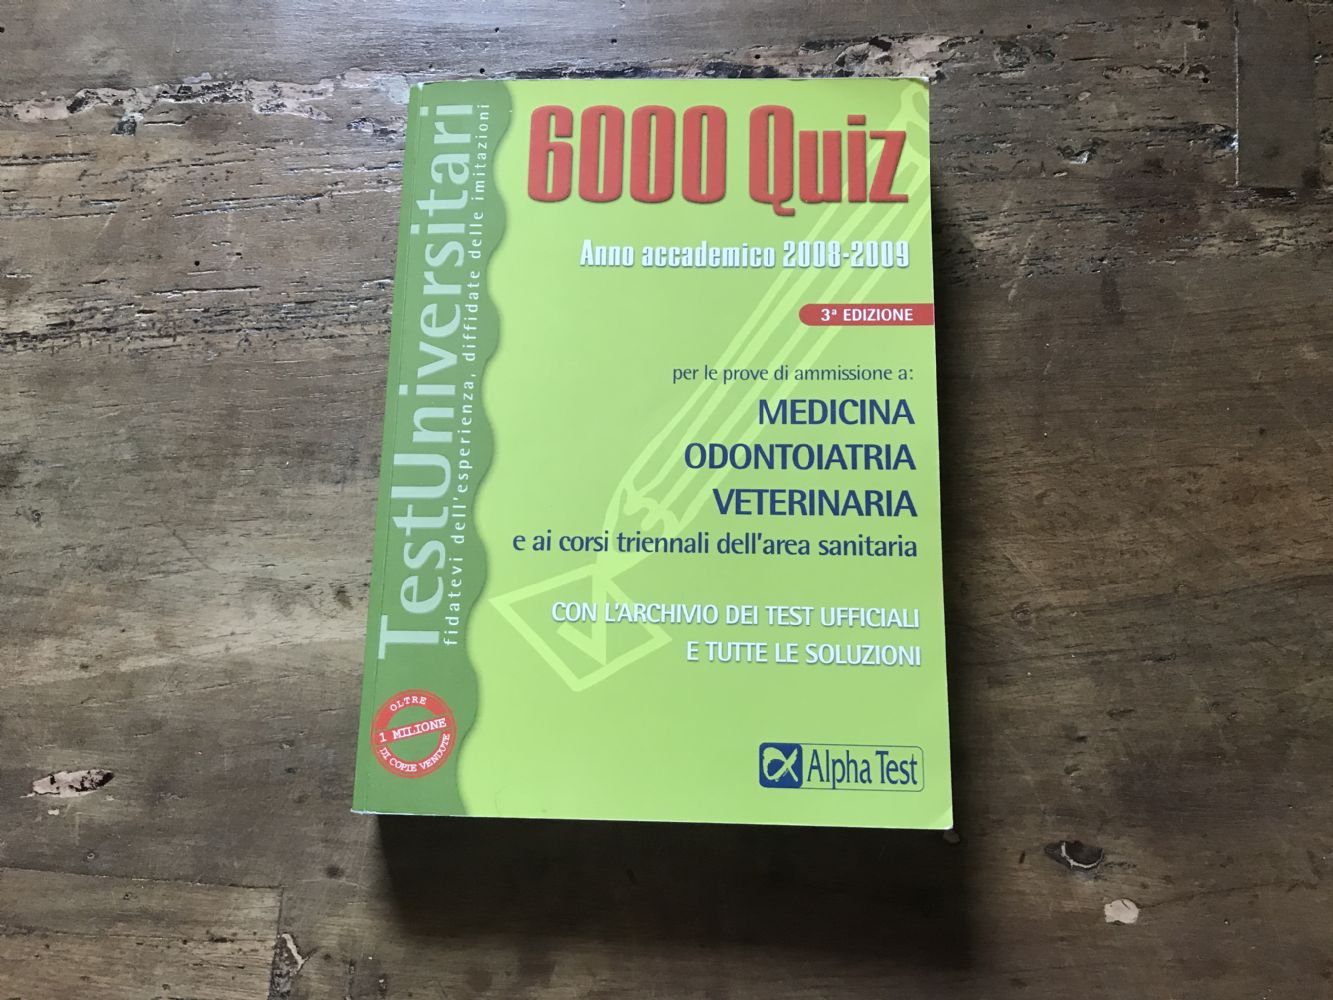 6000 Quiz
Anno accademico 2008-2009
3ª EDIZIONE
per le prove di ammissione a:
MEDICINA
ODONTOIATRIA
VETERINARIA
e ai corsi triennali dell'area sanitaria
CON L'ARCHIVIO DEI TEST UFFICIALI
E TUTTE LE SOLUZIONI
Alpha Test
TestUniversitari
fidatevi dell'esperienza, diffidate delle imitazioni
OLTRE
1 MILIONE
DI COPIE VENDUTE